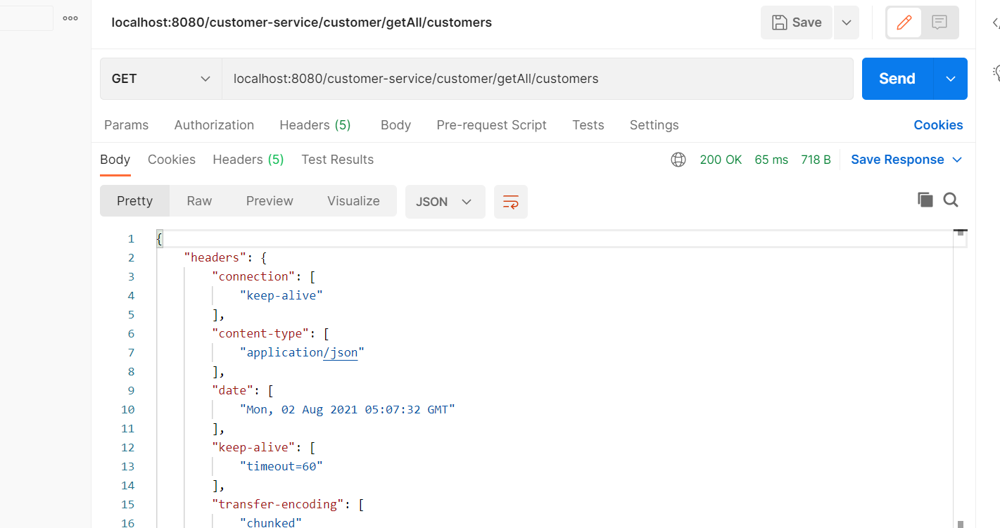 localhost:8080/customer-service/customer/getAll/customers
Save
GET
localhost:8080/customer-service/customer/getAll/customers
Send
Params Authorization Headers (5) Body Pre-request Script Tests Settings Cookies
Body Cookies Headers (5) Test Results 200 OK 65 ms 718 B Save Response
Pretty Raw Preview Visualize JSON
1 {
2 "headers": {
3 "connection": [
4 "keep-alive"
5 ],
6 "content-type": [
7 "application/json"
8 ],
9 "date": [
10 "Mon, 02 Aug 2021 05:07:32 GMT"
11 ],
12 "keep-alive": [
13 "timeout=60"
14 ],
15 "transfer-encoding": [
16 "chunked"